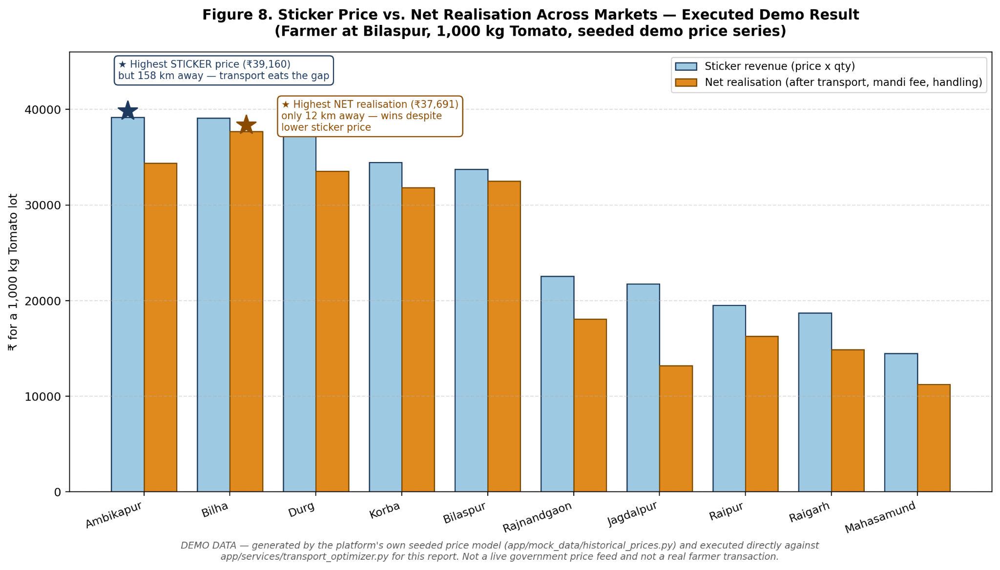 Figure 8. Sticker Price vs. Net Realisation Across Markets — Executed Demo Result
(Farmer at Bilaspur, 1,000 kg Tomato, seeded demo price series)
★ Highest STICKER price (₹39,160)
but 158 km away — transport eats the gap
Sticker revenue (price x qty)
Net realisation (after transport, mandi fee, handling)
★ Highest NET realisation (₹37,691)
only 12 km away — wins despite
lower sticker price
₹ for a 1,000 kg Tomato lot
40000
30000
20000
10000
0
Ambikapur
Bilha
Durg
Korba
Bilaspur
Rajnandgaon
Jagdalpur
Raipur
Raigarh
Mahasamund
DEMO DATA — generated by the platform's own seeded price model (app/mock_data/historical_prices.py) and executed directly against
app/services/transport_optimizer.py for this report. Not a live government price feed and not a real farmer transaction.